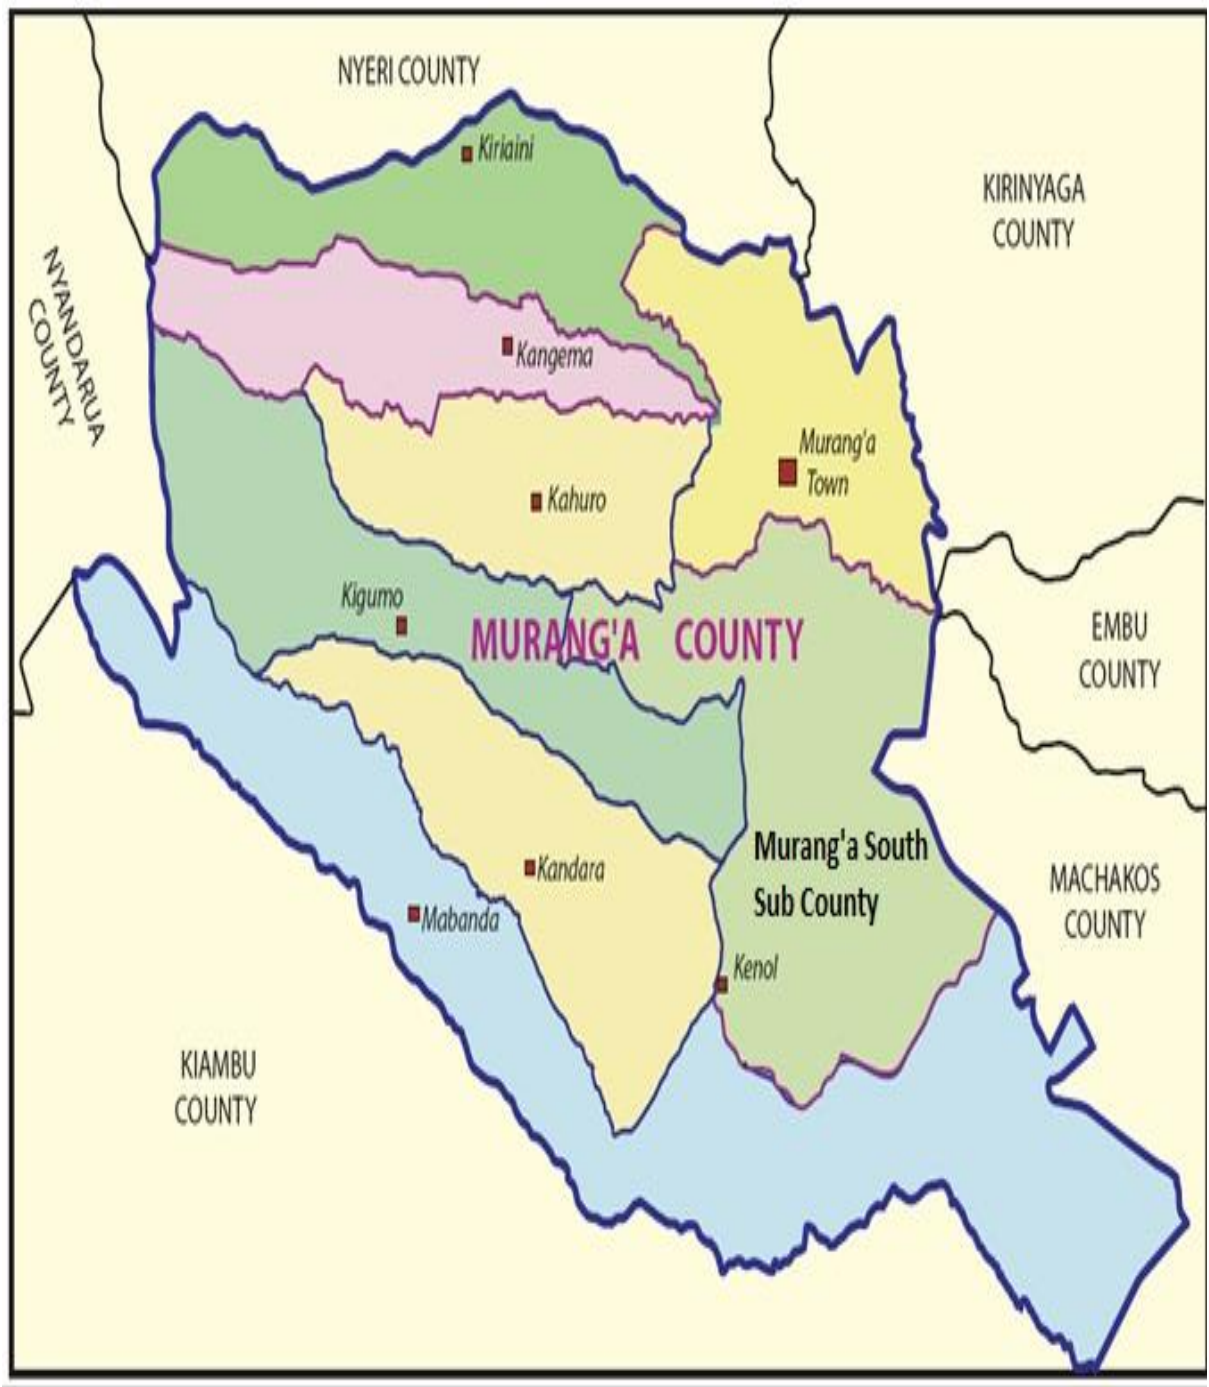 NYERI COUNTY
Kiriaini
KIRINYAGA
COUNTY
NYANDARUA
COUNTY
Kangema
Murang'a
Town
Kahuro
Kigumo
MURANG'A COUNTY
EMBU
COUNTY
Murang'a South
Sub County
Kandara
MACHAKOS
COUNTY
Mabanda
Kenol
KIAMBU
COUNTY